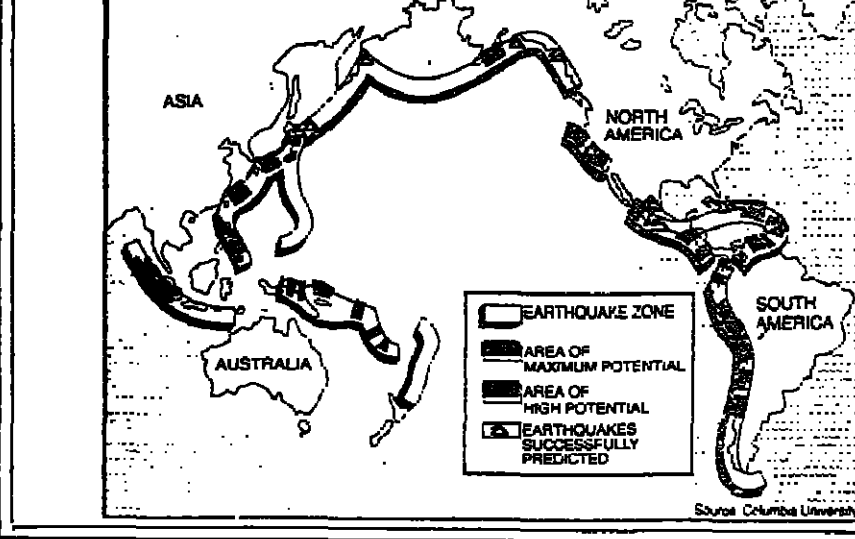 ASIA
NORTH
AMERICA
EARTHQUAKE ZONE
SOUTH
AMERICA
AREA OF
MAXIMUM POTENTIAL
AUSTRALIA
AREA OF
HIGH POTENTIAL
EARTHQUAKES
SUCCESSFULLY
PREDICTED
Source Columbia University